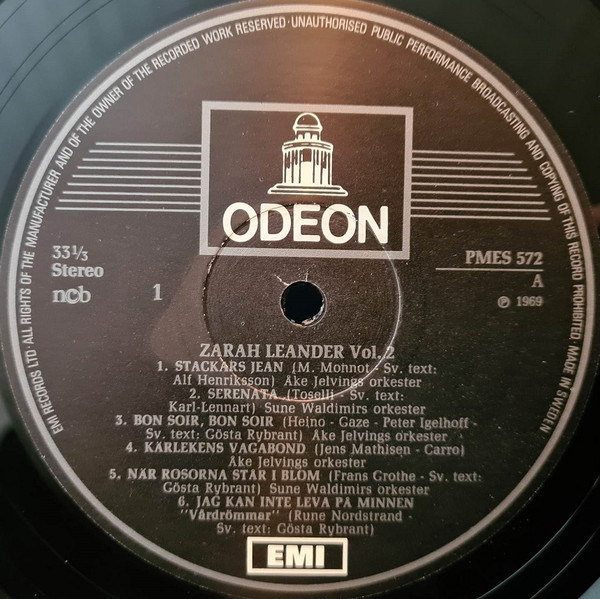 EMI RECORDS LTD·ALL RIGHTS OF THE MANUFACTURER AND OF THE OWNER OF THE RECORDED WORK RESERVED·UNAUTHORISED PUBLIC PERFORMANCE BROADCASTING AND COPYING OF THIS RECORD PROHIBITED. MADE IN SWEDEN
ODEON
33 1/3
Stereo
ncb
1
PMES 572
A
℗ 1969
ZARAH LEANDER Vol. 2
1. STACKARS JEAN (M. Mohnot - Sv. text:
Alf Henriksson) Åke Jelvings orkester
2. SERENATA (Toselli - Sv. text:
Karl-Lennart) Sune Waldimirs orkester
3. BON SOIR, BON SOIR (Heino - Gaze - Peter Igelhoff -
Sv. text: Gösta Rybrant) Åke Jelvings orkester
4. KÄRLEKENS VAGABOND (Jens Mathisen - Carro)
Åke Jelvings orkester
5. NÄR ROSORNA STÅR I BLOM (Frans Grothe - Sv. text:
Gösta Rybrant) Sune Waldimirs orkester
6. JAG KAN INTE LEVA PÅ MINNEN
"Vårdrömmar" (Rune Nordstrand -
Sv. text: Gösta Rybrant)
EMI